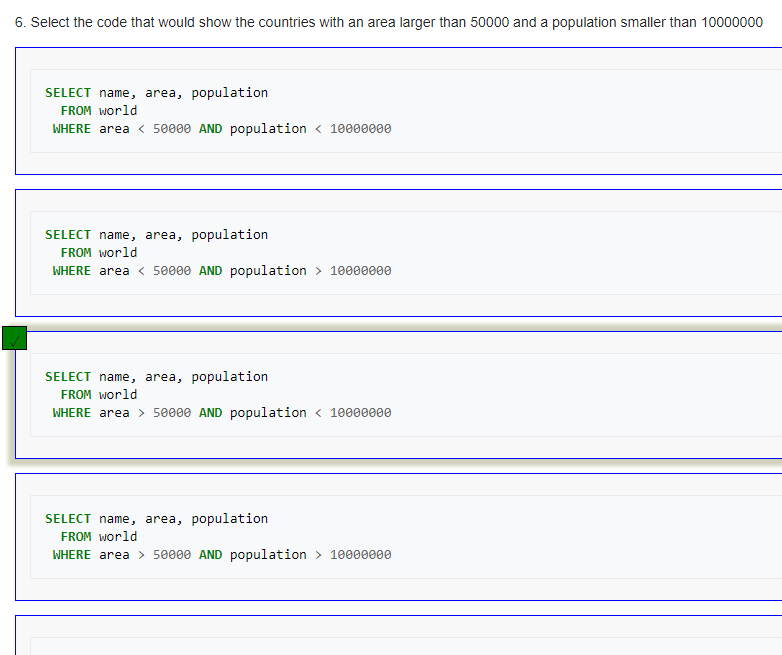 6. Select the code that would show the countries with an area larger than 50000 and a population smaller than 10000000
SELECT name, area, population
FROM world
WHERE area < 50000 AND population < 10000000
SELECT name, area, population
FROM world
WHERE area < 50000 AND population > 10000000
✓
SELECT name, area, population
FROM world
WHERE area > 50000 AND population < 10000000
SELECT name, area, population
FROM world
WHERE area > 50000 AND population > 10000000